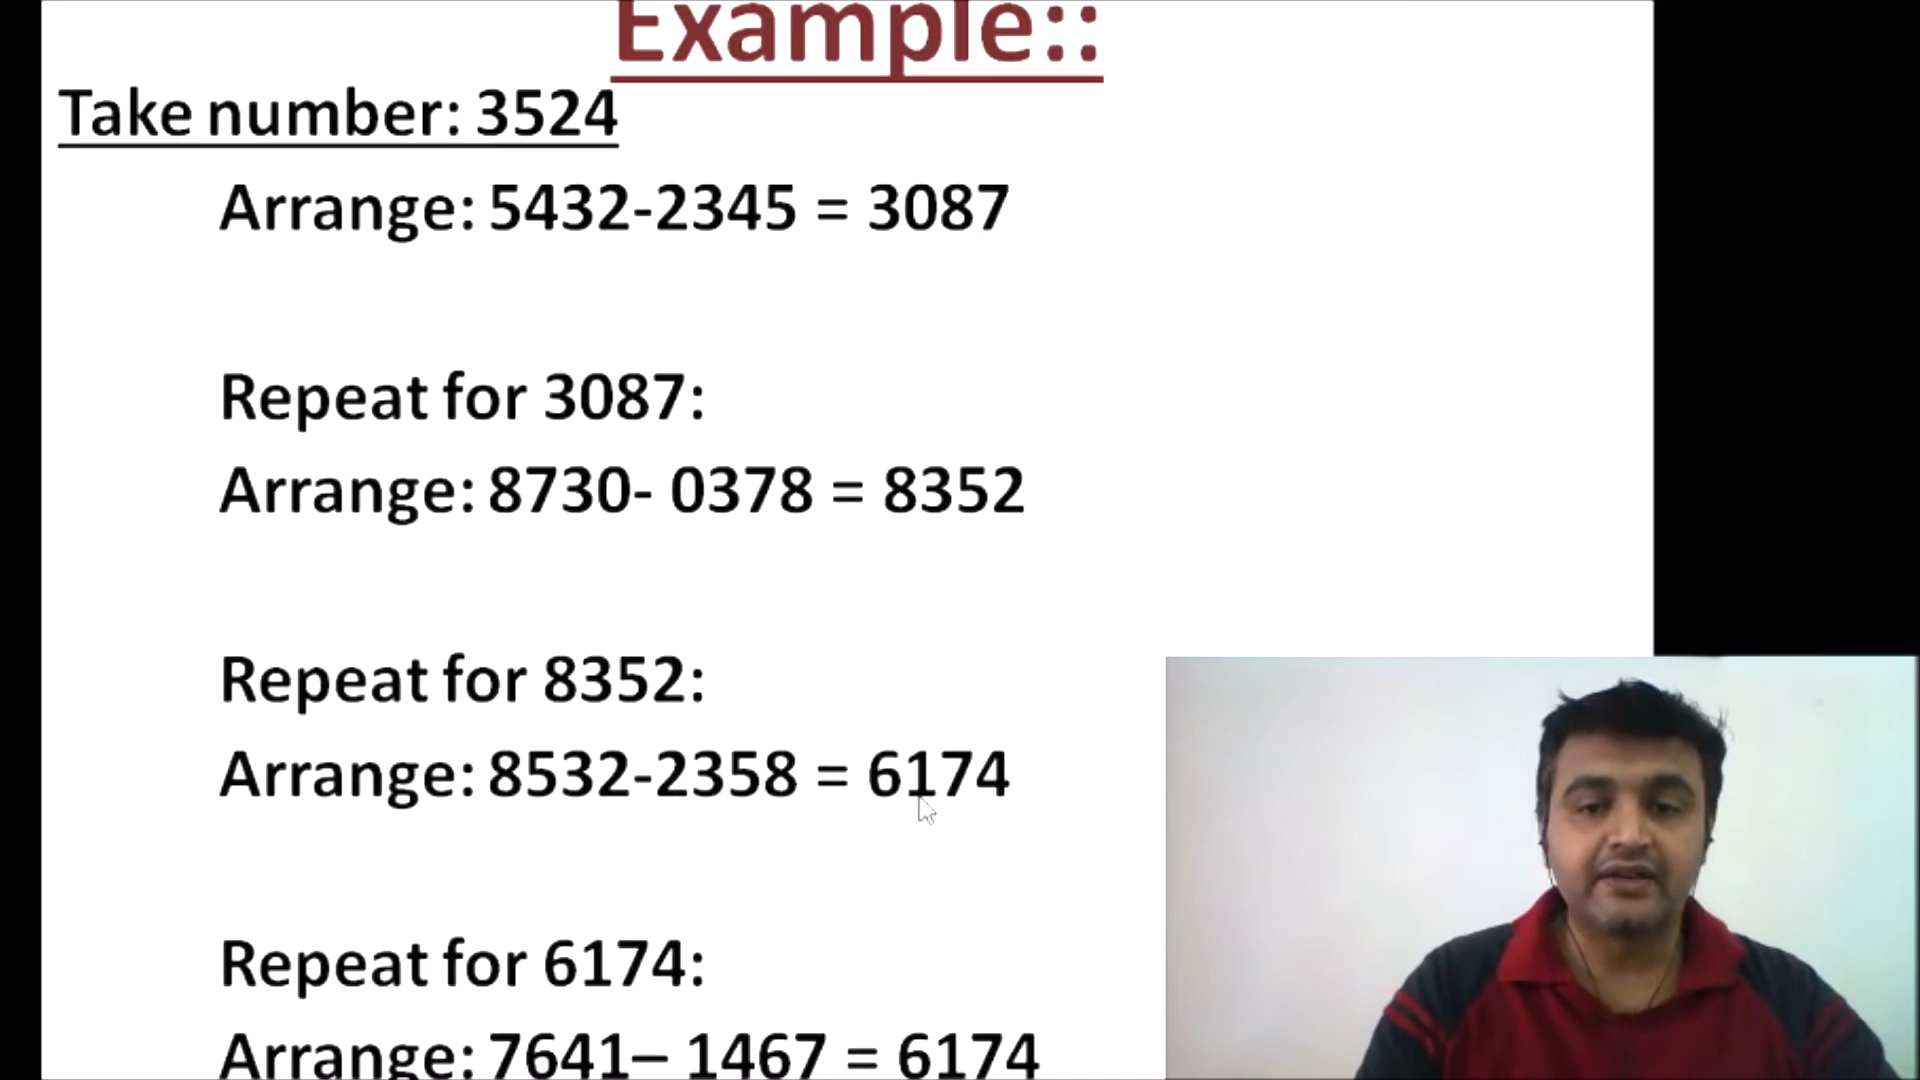 Example::
Take number: 3524
Arrange: 5432-2345 = 3087
Repeat for 3087:
Arrange: 8730- 0378 = 8352
Repeat for 8352:
Arrange: 8532-2358 = 6174
Repeat for 6174:
Arrange: 7641– 1467 = 6174